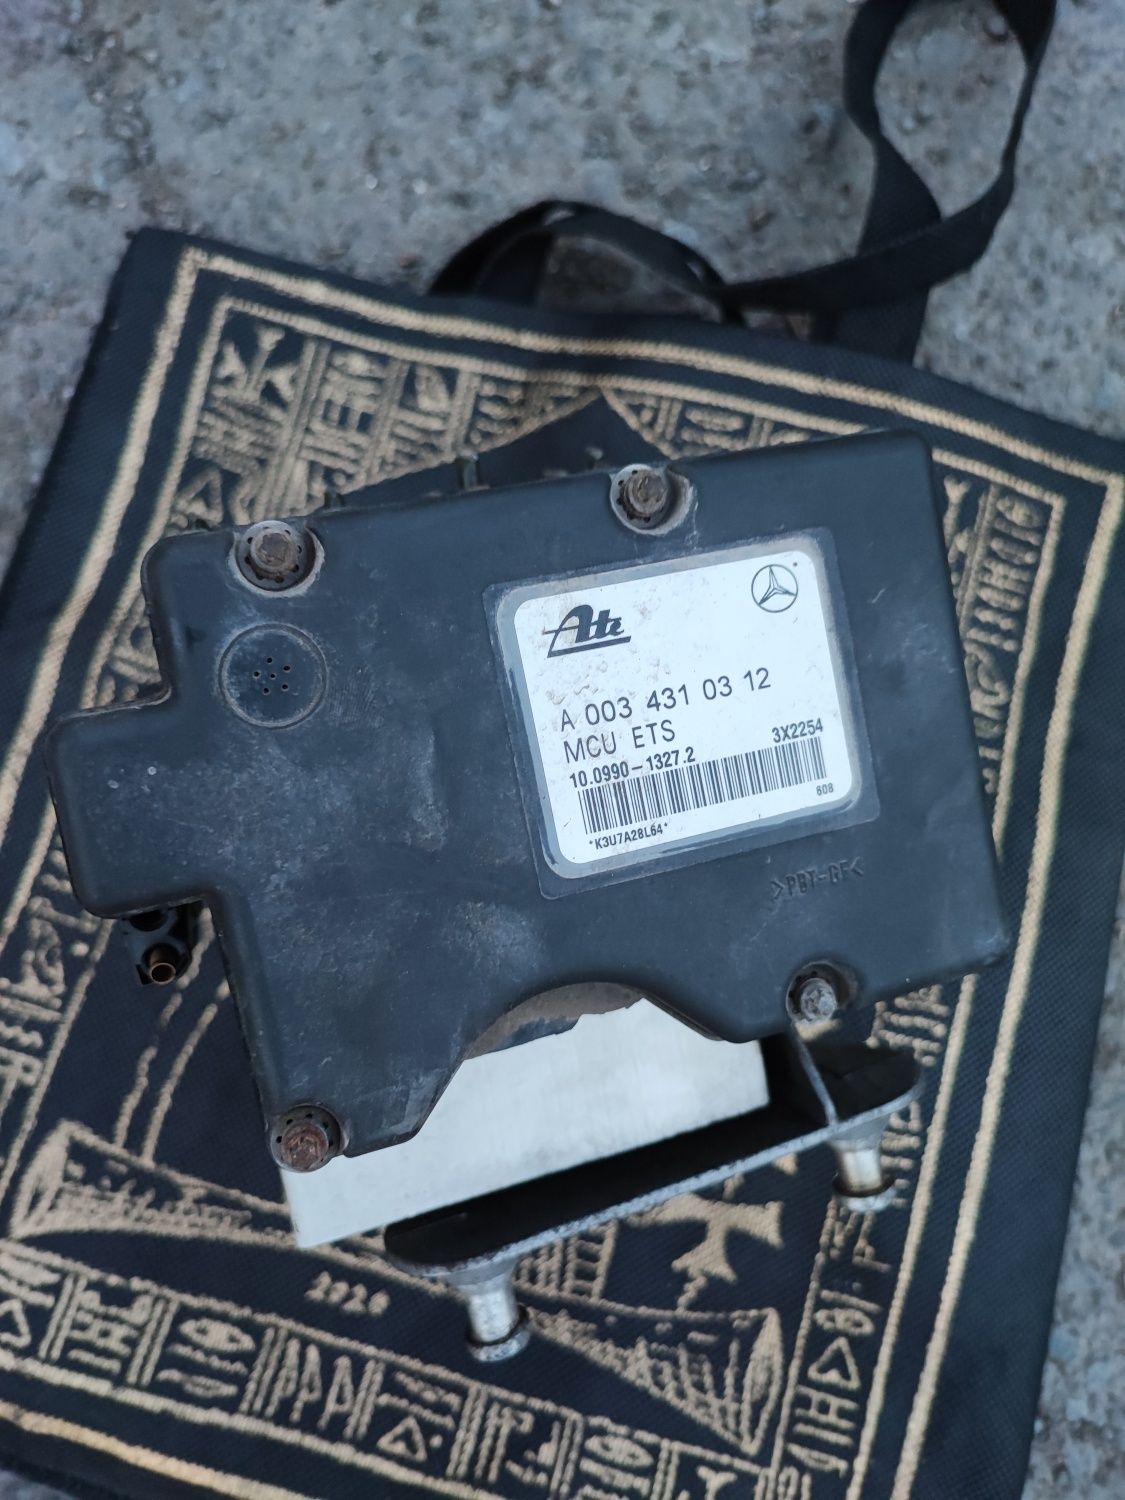 Ate
A 003 431 03 12
MCU ETS
10.0990-1327.2
3X2254
608
*K3U7A28L64*
>PBT-GF<
2020